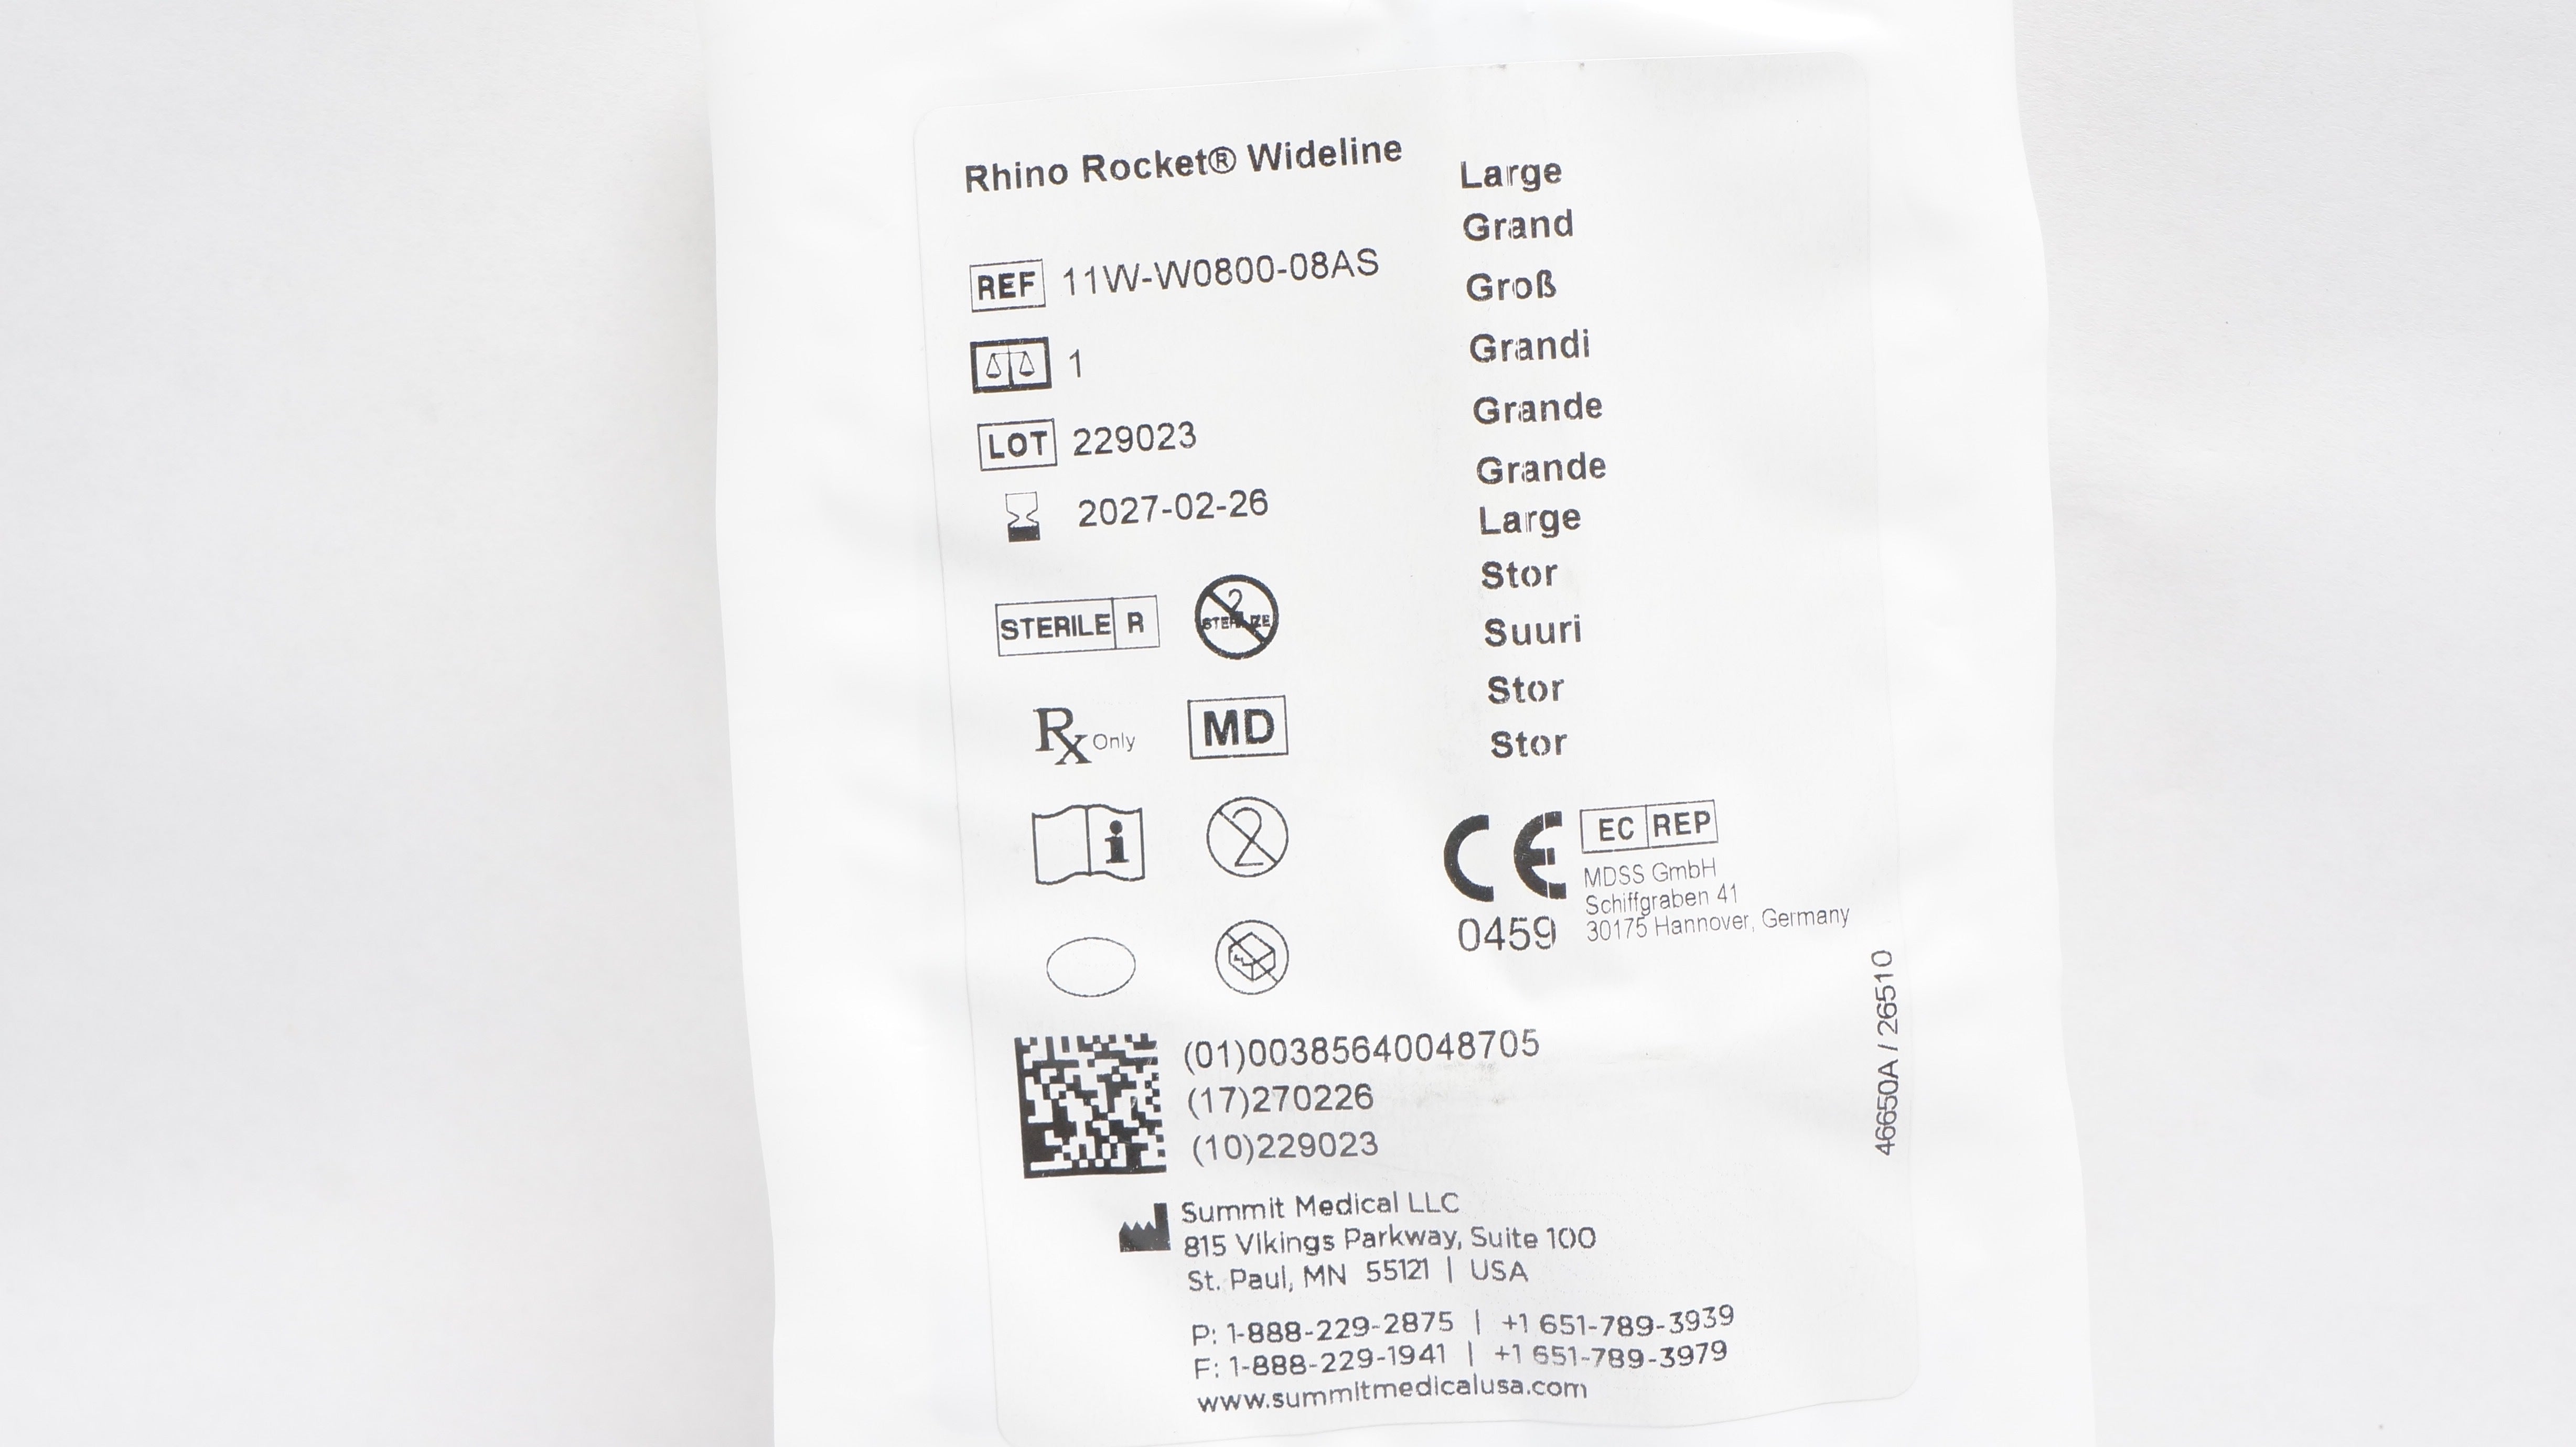 Rhino Rocket® Wideline
REF 11W-W0800-08AS
1
LOT 229023
2027-02-26
STERILE R
2 STERILIZE
Rx Only
MD
i
2
Large
Grand
Groß
Grandi
Grande
Grande
Large
Stor
Suuri
Stor
Stor
CE
0459
EC REP
MDSS GmbH
Schiffgraben 41
30175 Hannover, Germany
46650A / 26510
(01)00385640048705
(17)270226
(10)229023
Summit Medical LLC
815 Vikings Parkway, Suite 100
St. Paul, MN 55121 | USA
P: 1-888-229-2875 | +1 651-789-3939
F: 1-888-229-1941 | +1 651-789-3979
www.summitmedicalusa.com